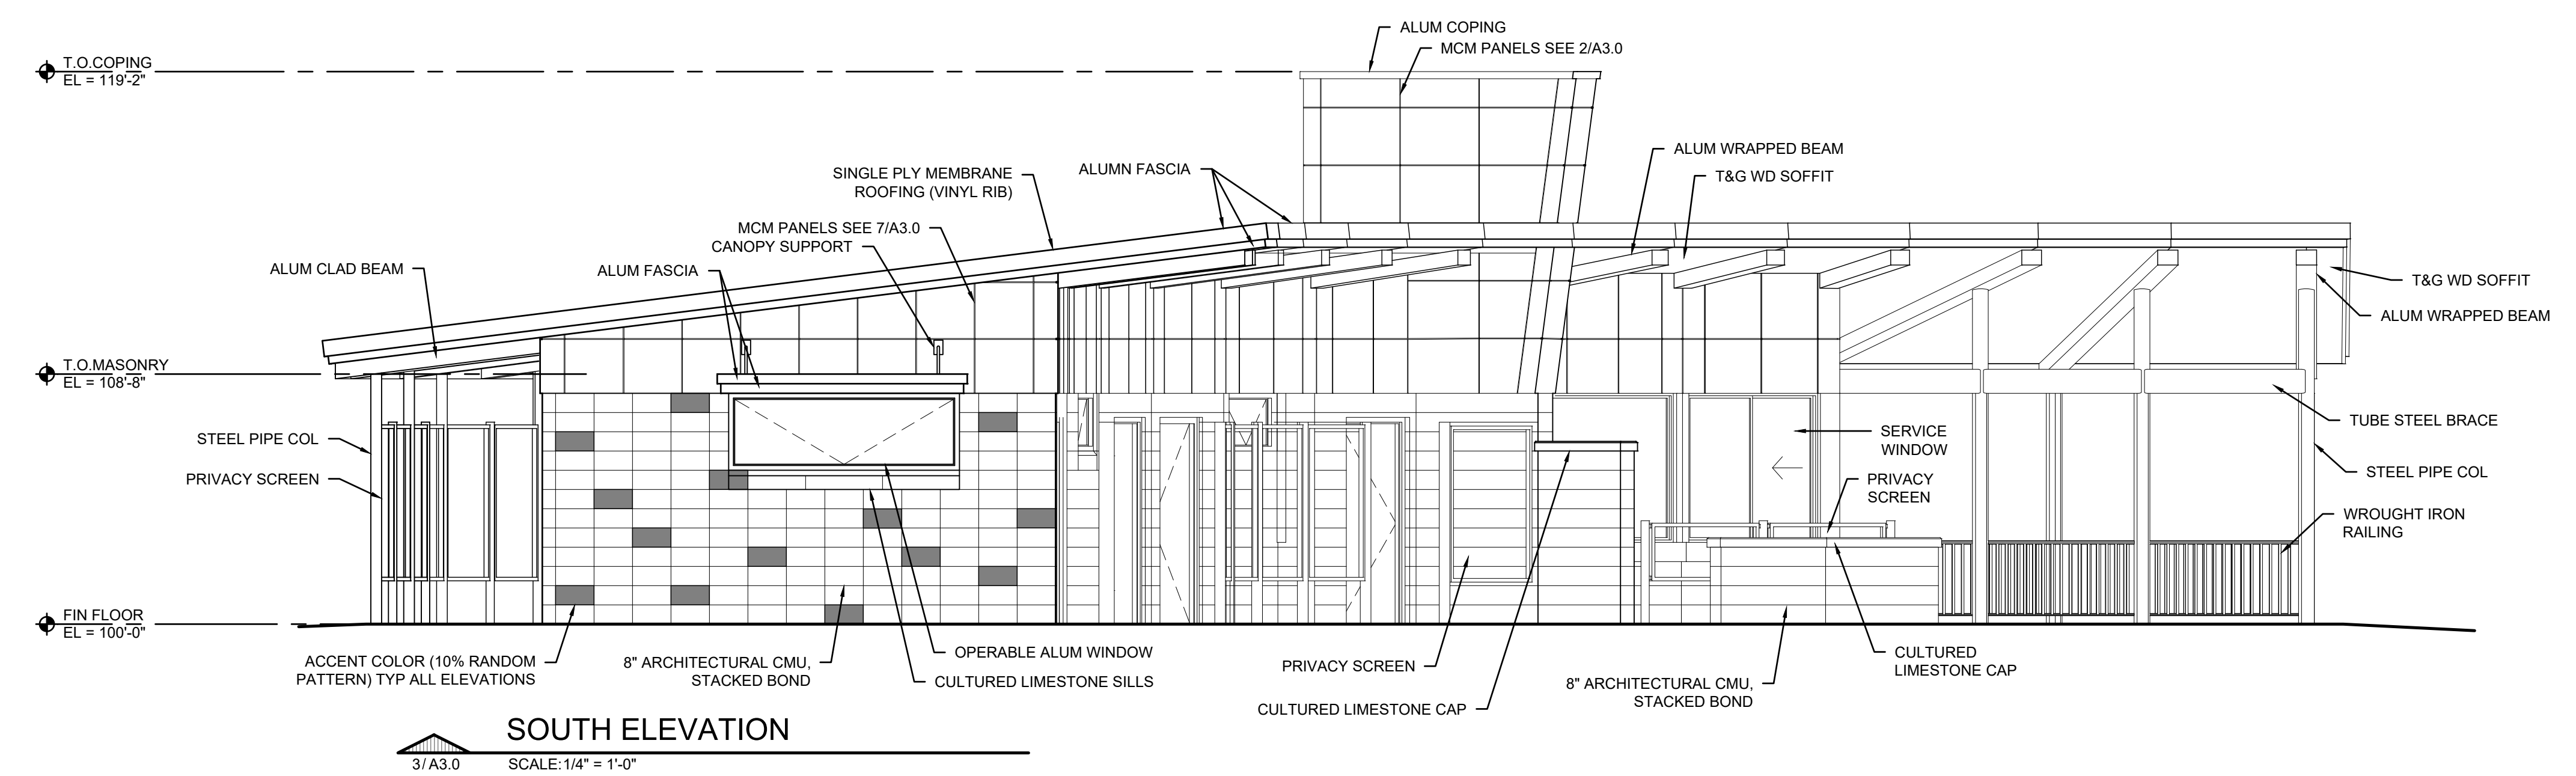 ALUM COPING
MCM PANELS SEE 2/A3.0
T.O.COPING
EL = 119'-2"
ALUM WRAPPED BEAM
T&G WD SOFFIT
ALUMN FASCIA
SINGLE PLY MEMBRANE
ROOFING (VINYL RIB)
MCM PANELS SEE 7/A3.0
CANOPY SUPPORT
ALUM CLAD BEAM
ALUM FASCIA
T&G WD SOFFIT
ALUM WRAPPED BEAM
T.O.MASONRY
EL = 108'-8"
TUBE STEEL BRACE
STEEL PIPE COL
SERVICE
WINDOW
STEEL PIPE COL
PRIVACY SCREEN
PRIVACY
SCREEN
WROUGHT IRON
RAILING
FIN FLOOR
EL = 100'-0"
ACCENT COLOR (10% RANDOM
PATTERN) TYP ALL ELEVATIONS
8" ARCHITECTURAL CMU,
STACKED BOND
OPERABLE ALUM WINDOW
CULTURED LIMESTONE SILLS
PRIVACY SCREEN
CULTURED LIMESTONE CAP
8" ARCHITECTURAL CMU,
STACKED BOND
CULTURED
LIMESTONE CAP
SOUTH ELEVATION
3/A3.0
SCALE:1/4" = 1'-0"